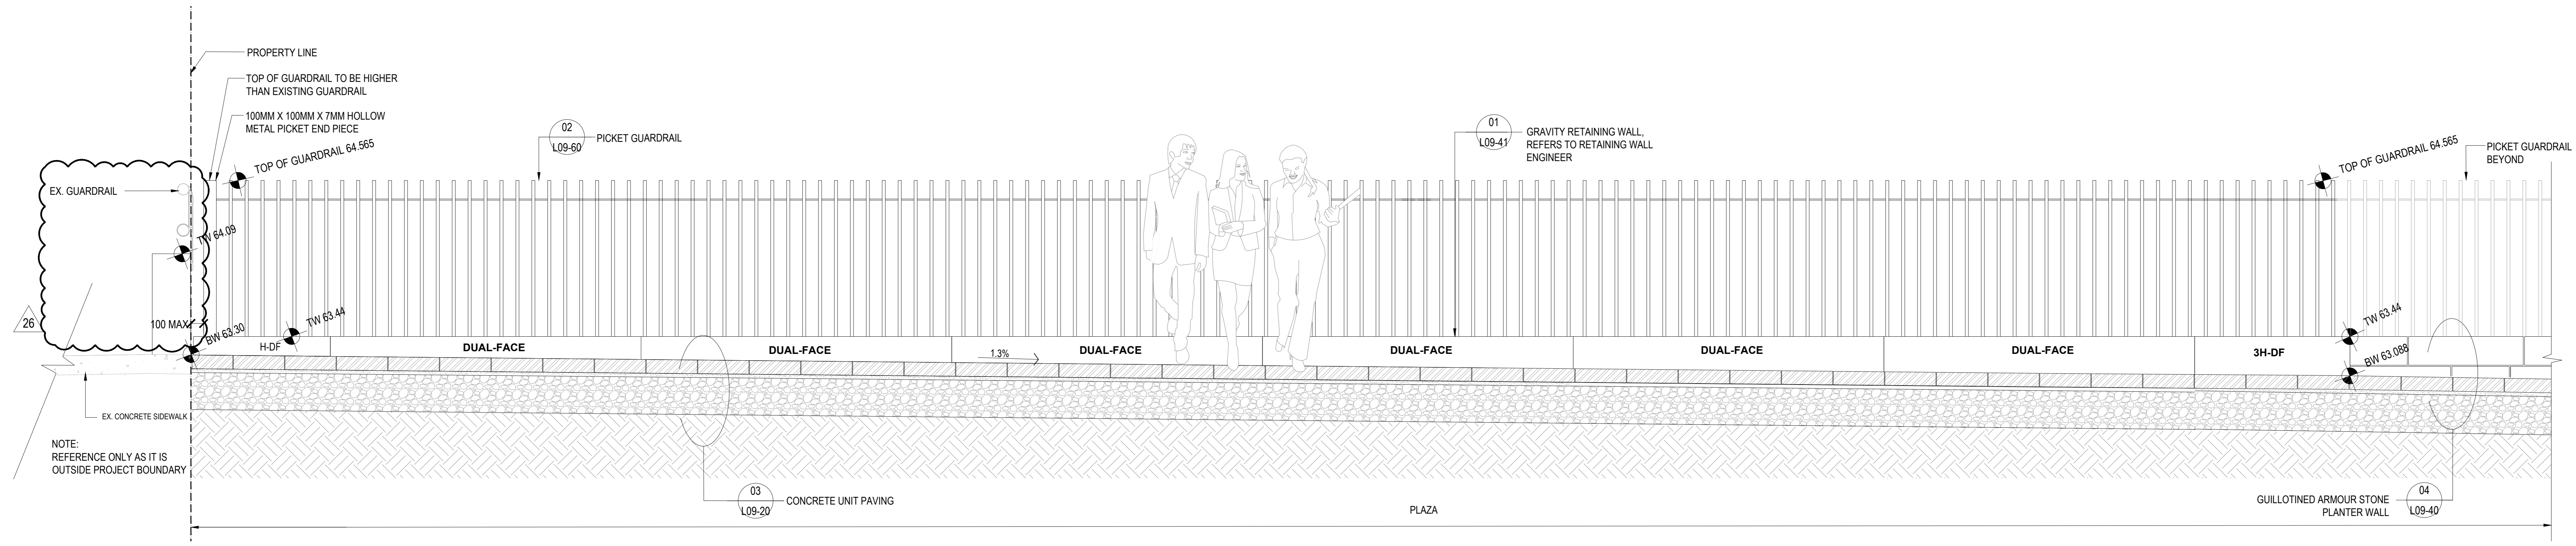 PROPERTY LINE
TOP OF GUARDRAIL TO BE HIGHER
THAN EXISTING GUARDRAIL
100MM X 100MM X 7MM HOLLOW
METAL PICKET END PIECE
TOP OF GUARDRAIL 64.565
02
L09-60
PICKET GUARDRAIL
01
L09-41
GRAVITY RETAINING WALL,
REFERS TO RETAINING WALL
ENGINEER
TOP OF GUARDRAIL 64.565
PICKET GUARDRAIL
BEYOND
EX. GUARDRAIL
TW 64.09
26
100 MAX
BW 63.30
TW 63.44
H-DF
DUAL-FACE
DUAL-FACE
1.3%
DUAL-FACE
DUAL-FACE
DUAL-FACE
DUAL-FACE
3H-DF
TW 63.44
BW 63.088
EX. CONCRETE SIDEWALK
NOTE:
REFERENCE ONLY AS IT IS
OUTSIDE PROJECT BOUNDARY
03
L09-20
CONCRETE UNIT PAVING
PLAZA
GUILLOTINED ARMOUR STONE
PLANTER WALL
04
L09-40